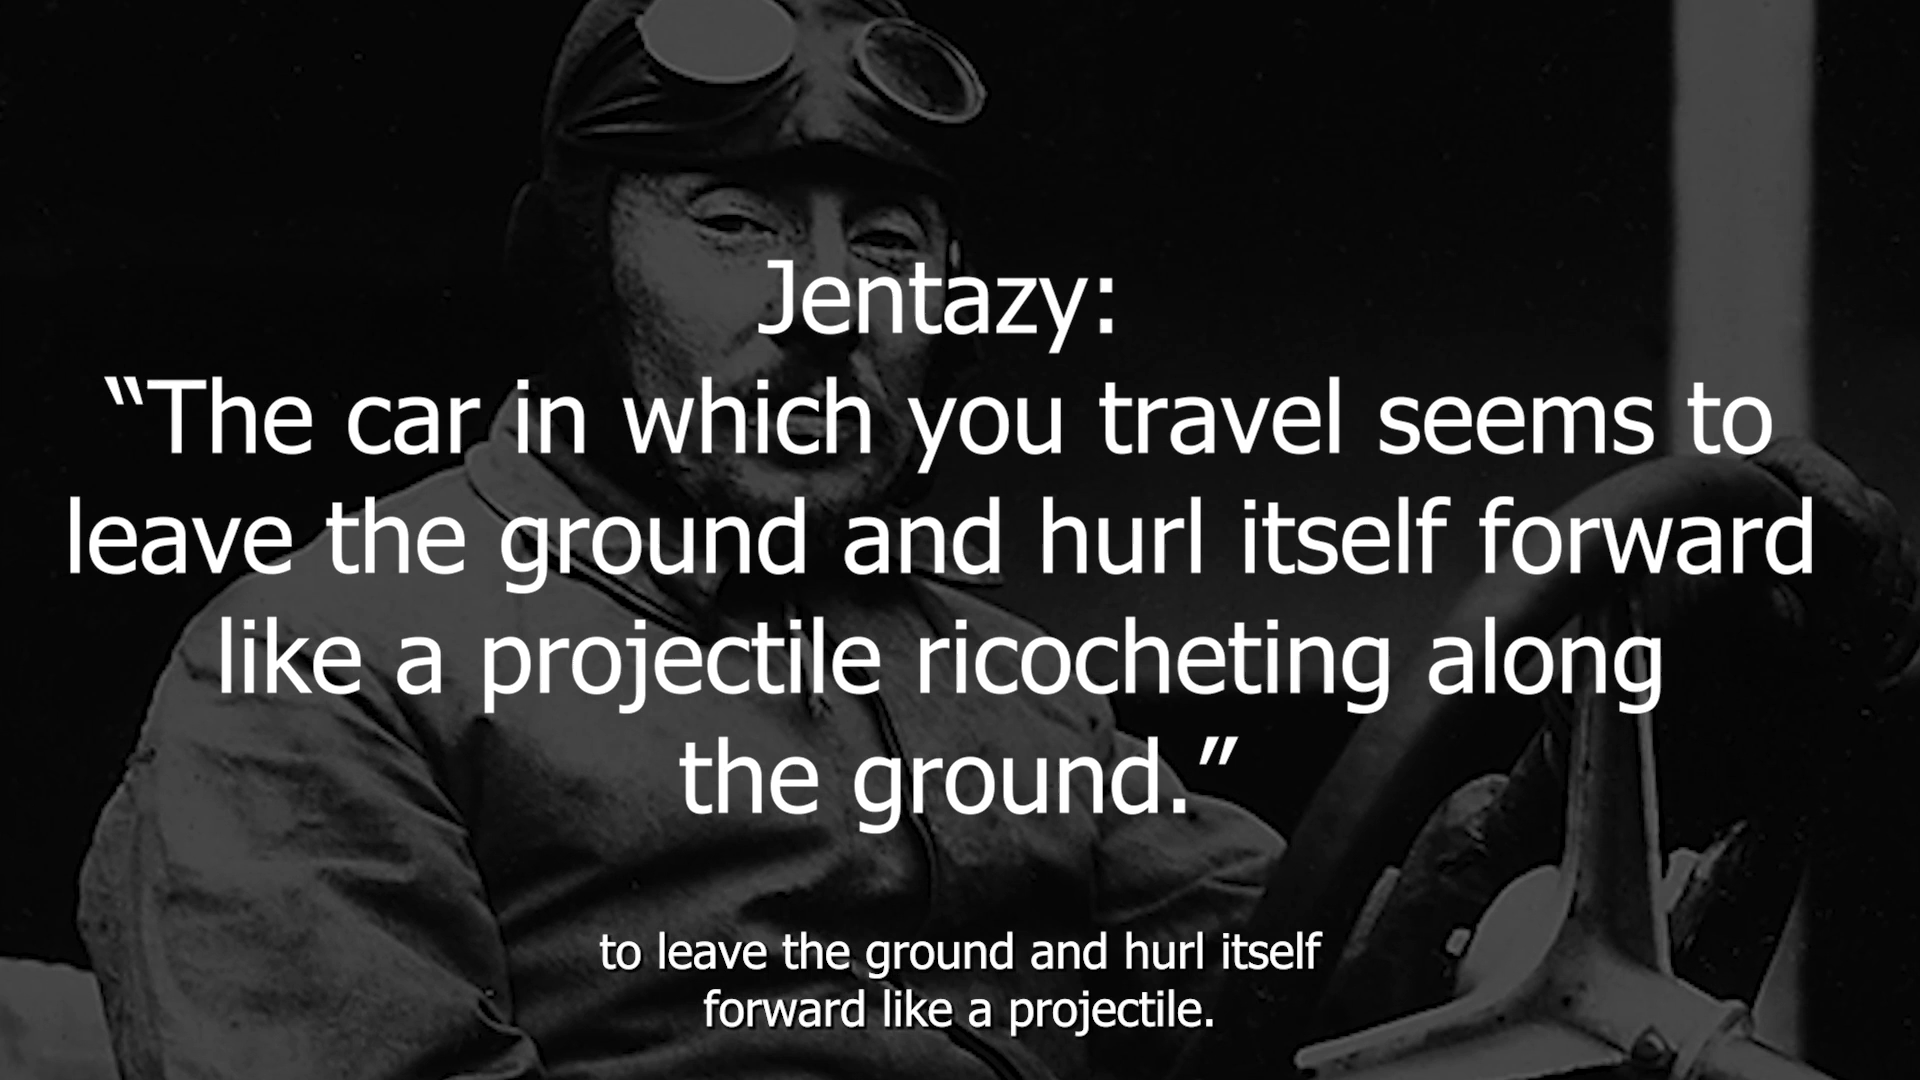 Jentazy:
“The car in which you travel seems to
leave the ground and hurl itself forward
like a projectile ricocheting along
the ground.”
to leave the ground and hurl itself
forward like a projectile.